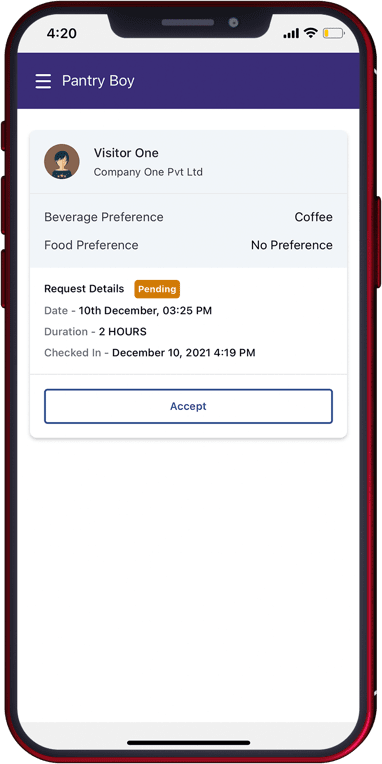 4:20
Pantry Boy
Visitor One
Company One Pvt Ltd
Beverage Preference Coffee
Food Preference No Preference
Request Details Pending
Date - 10th December, 03:25 PM
Duration - 2 HOURS
Checked In - December 10, 2021 4:19 PM
Accept